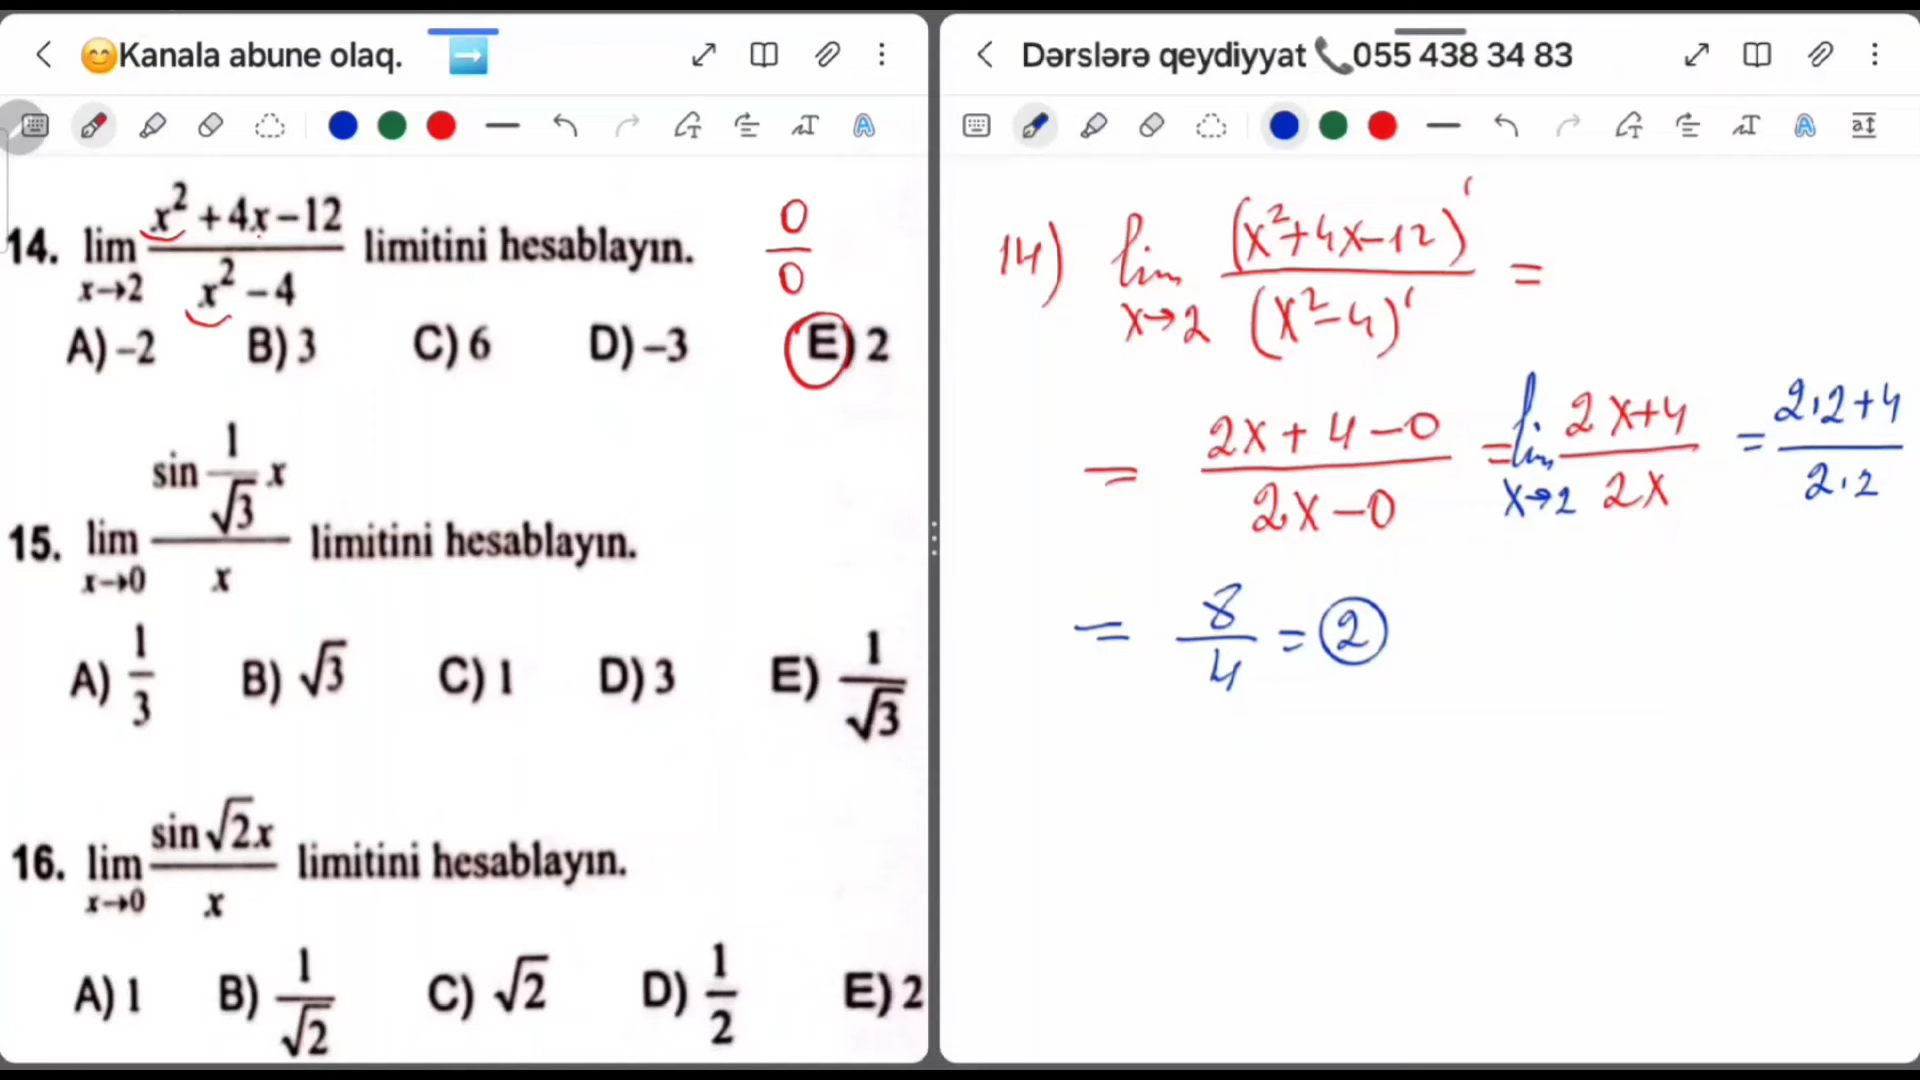 😊Kanala abune olaq. ➡️
14. lim x→2 (x² + 4x − 12)/(x² − 4) limitini hesablayın. 0/0
A) −2 B) 3 C) 6 D) −3 E) 2
15. lim x→0 (sin 1/√3 x)/x limitini hesablayın.
A) 1/3 B) √3 C) 1 D) 3 E) 1/√3
16. lim x→0 (sin √2x)/x limitini hesablayın.
A) 1 B) 1/√2 C) √2 D) 1/2 E) 2
Dərslərə qeydiyyat 📞055 438 34 83
14) lim x→2 (x²+4x−12)'/(x²−4)' =
= (2x + 4 − 0)/(2x − 0) = lim x→2 (2x+4)/(2x) = (2·2+4)/(2·2)
= 8/4 = 2